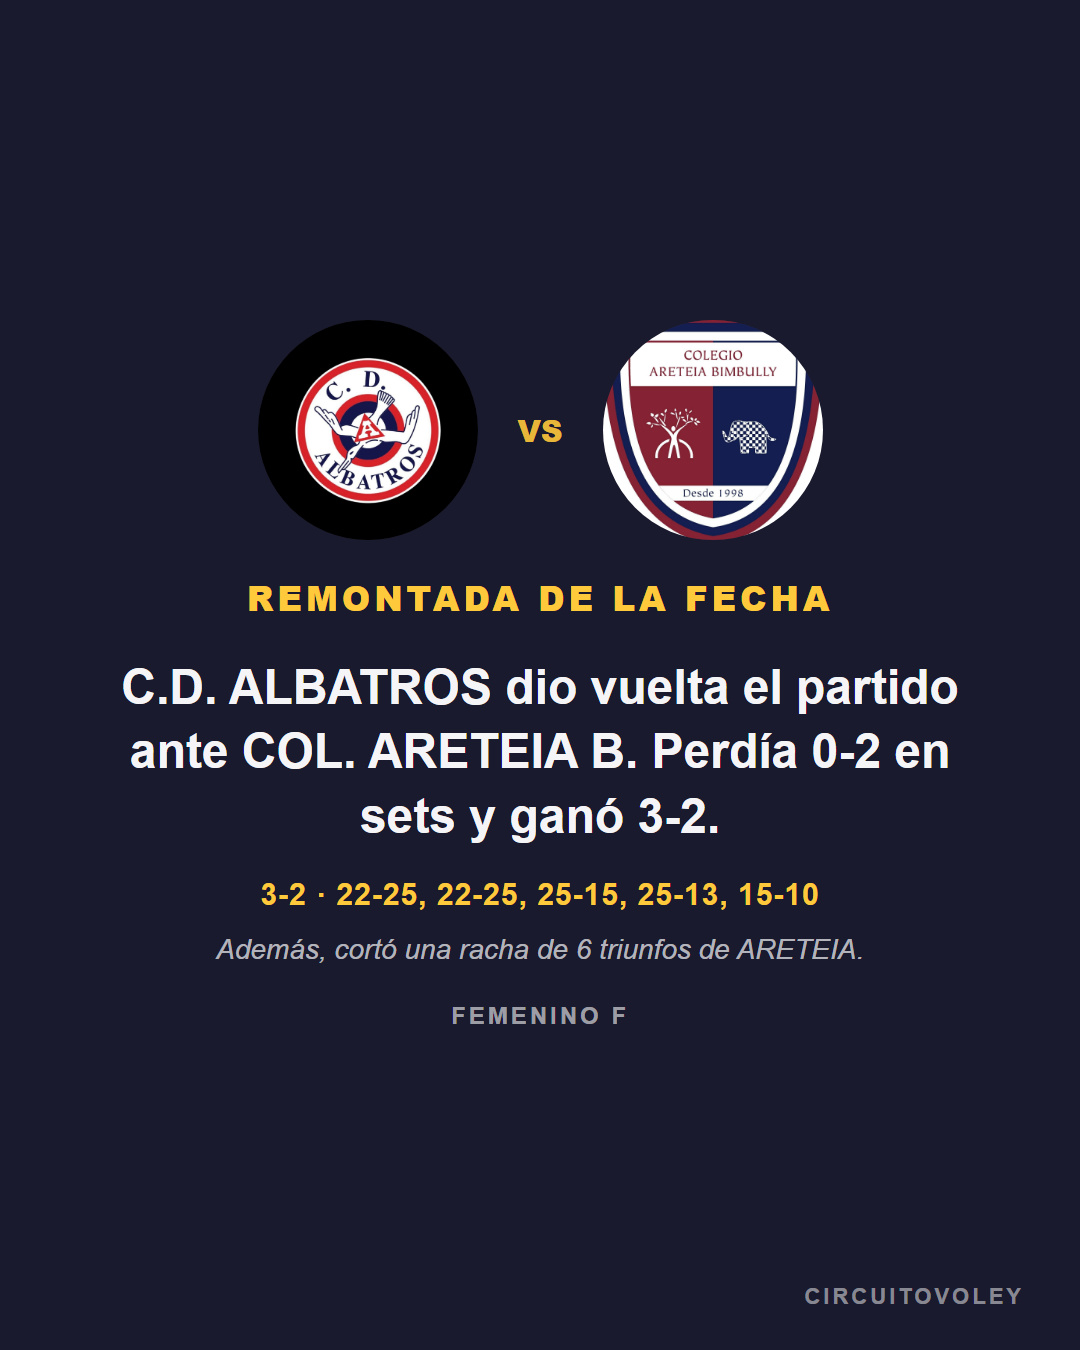 C. D.
ALBATROS
VS
COLEGIO
ARETEIA BIMBULLY
Desde 1998
REMONTADA DE LA FECHA
C.D. ALBATROS dio vuelta el partido
ante COL. ARETEIA B. Perdía 0-2 en
sets y ganó 3-2.
3-2 · 22-25, 22-25, 25-15, 25-13, 15-10
Además, cortó una racha de 6 triunfos de ARETEIA.
FEMENINO F
CIRCUITOVOLEY